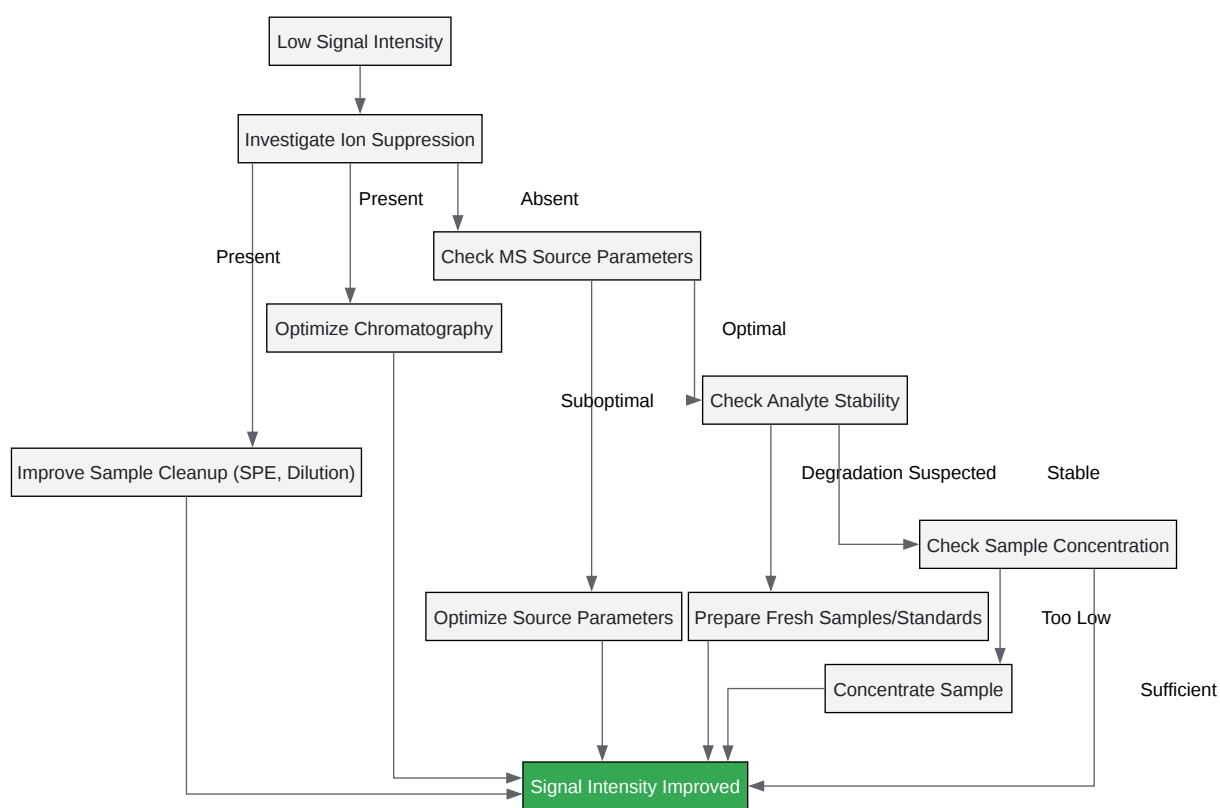 Low Signal Intensity
Investigate Ion Suppression
Present
Absent
Check MS Source Parameters
Present
Optimize Chromatography
Optimal
Check Analyte Stability
Suboptimal
Improve Sample Cleanup (SPE, Dilution)
Degradation Suspected
Stable
Check Sample Concentration
Optimize Source Parameters
Prepare Fresh Samples/Standards
Too Low
Concentrate Sample
Sufficient
Signal Intensity Improved